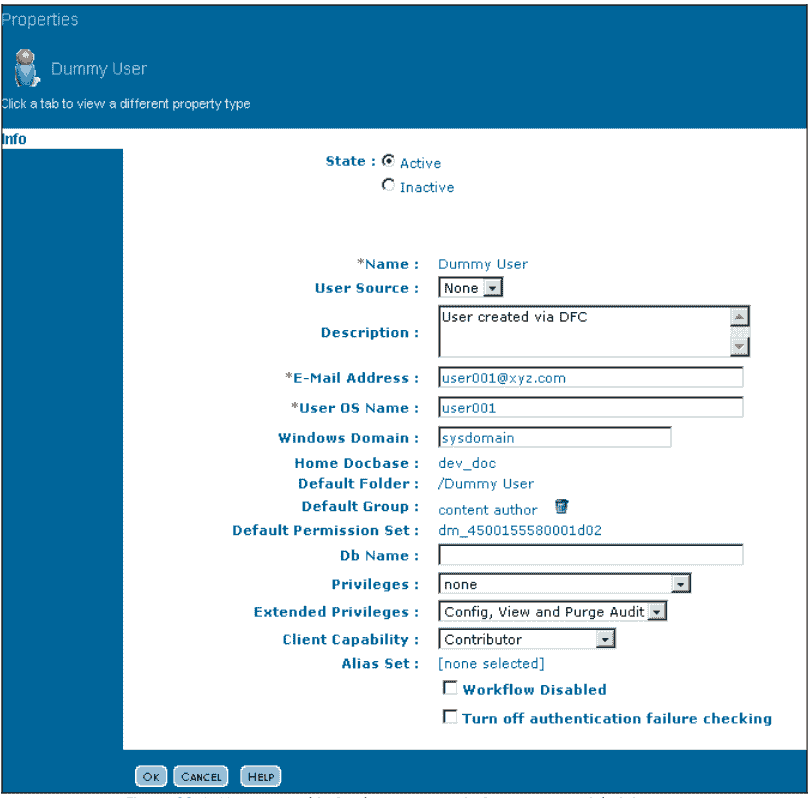 Properties
Dummy User
Click a tab to view a different property type
Info
State : Active
Inactive
*Name : Dummy User
User Source : None
Description : User created via DFC
*E-Mail Address : user001@xyz.com
*User OS Name : user001
Windows Domain : sysdomain
Home Docbase : dev_doc
Default Folder : /Dummy User
Default Group : content author
Default Permission Set : dm_4500155580001d02
Db Name :
Privileges : none
Extended Privileges : Config, View and Purge Audit
Client Capability : Contributor
Alias Set : [none selected]
Workflow Disabled
Turn off authentication failure checking
OK CANCEL HELP